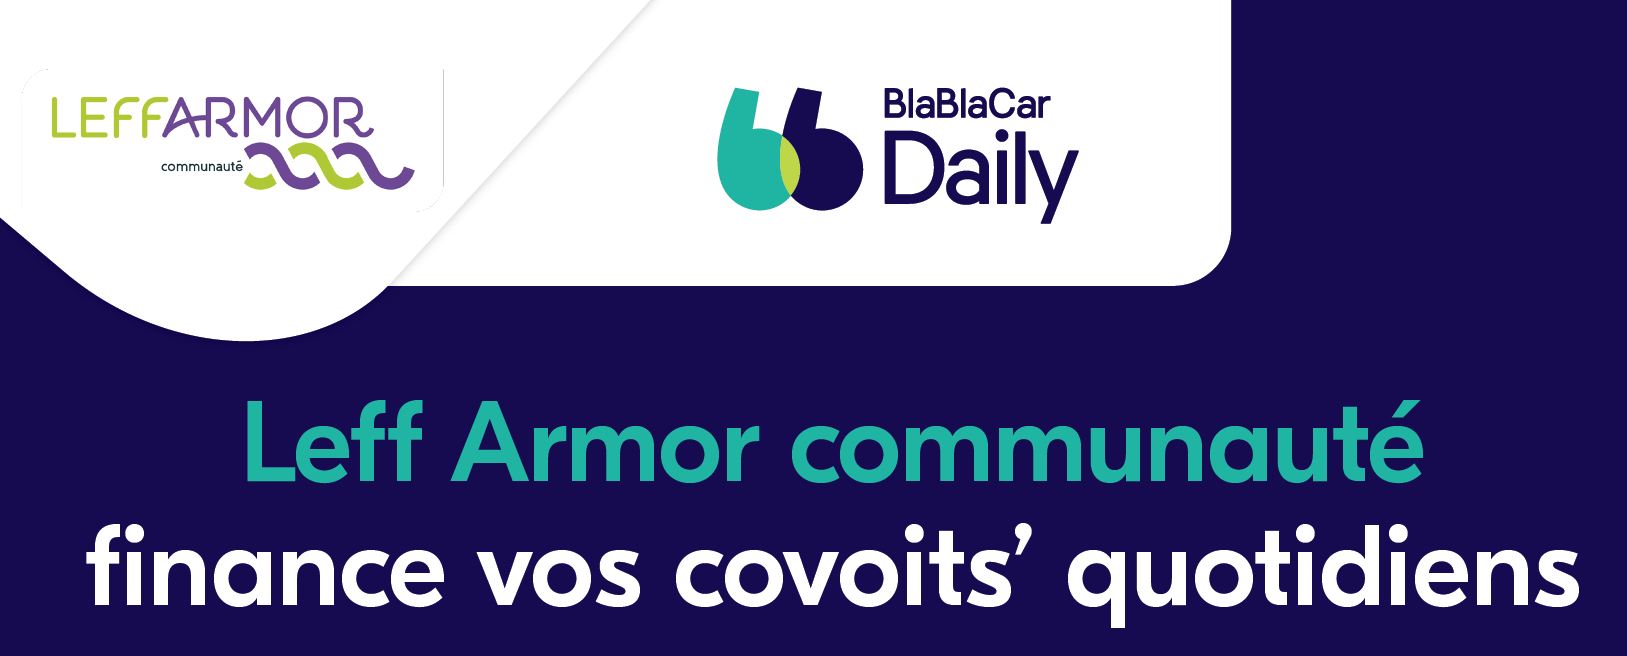 LEFFARMOR
communauté
BlaBlaCar
Daily
Leff Armor communauté
finance vos covoits’ quotidiens